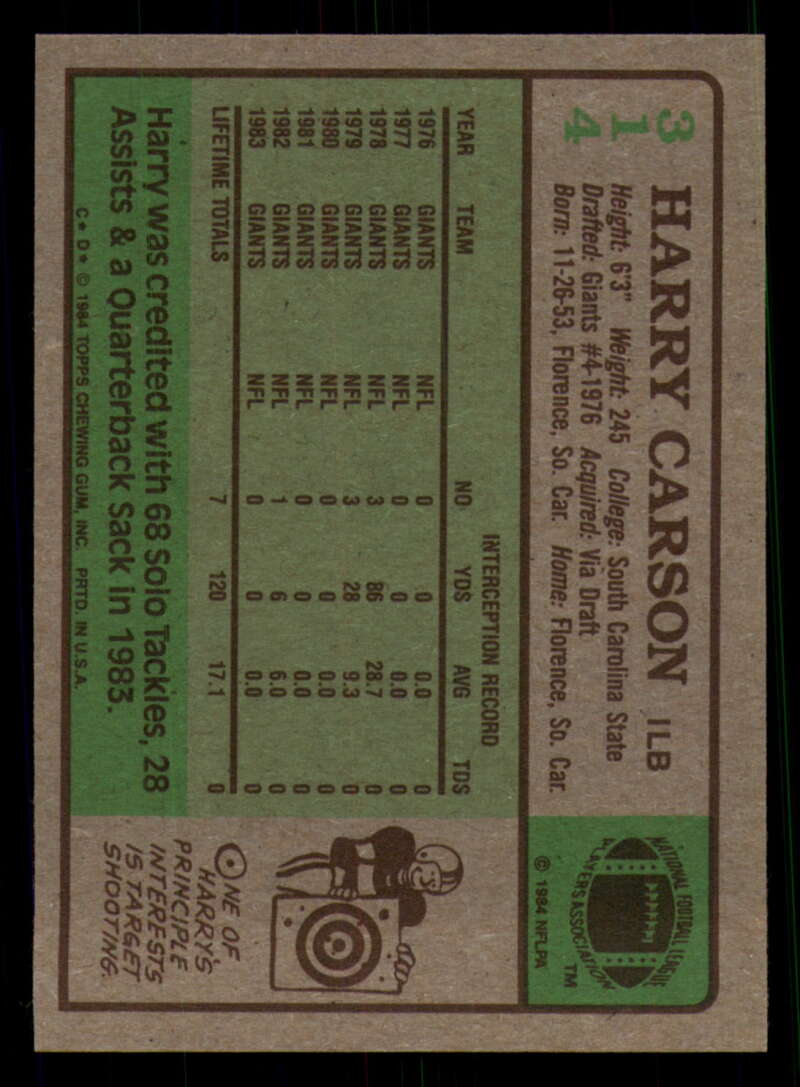 314
HARRY CARSON ILB
Height: 6'3" Weight: 245 College: South Carolina State
Drafted: Giants #4-1976 Acquired: Via Draft
Born: 11-26-53, Florence, So. Car. Home: Florence, So. Car.
NATIONAL FOOTBALL LEAGUE
PLAYERS ASSOCIATION
TM
© 1984 NFLPA
INTERCEPTION RECORD
YEAR TEAM NO YDS AVG TDS
1976 GIANTS NFL 0 0 0.0 0
1977 GIANTS NFL 0 0 0.0 0
1978 GIANTS NFL 3 86 28.7 0
1979 GIANTS NFL 3 28 9.3 0
1980 GIANTS NFL 0 0 0.0 0
1981 GIANTS NFL 0 0 0.0 0
1982 GIANTS NFL 1 6 6.0 0
1983 GIANTS NFL 0 0 0.0 0
LIFETIME TOTALS 7 120 17.1 0
Harry was credited with 68 Solo Tackles, 28
Assists & a Quarterback Sack in 1983.
C * D * © 1984 TOPPS CHEWING GUM, INC. PRTD. IN U.S.A.
ONE OF
HARRY'S
PRINCIPLE
INTERESTS
IS TARGET
SHOOTING.